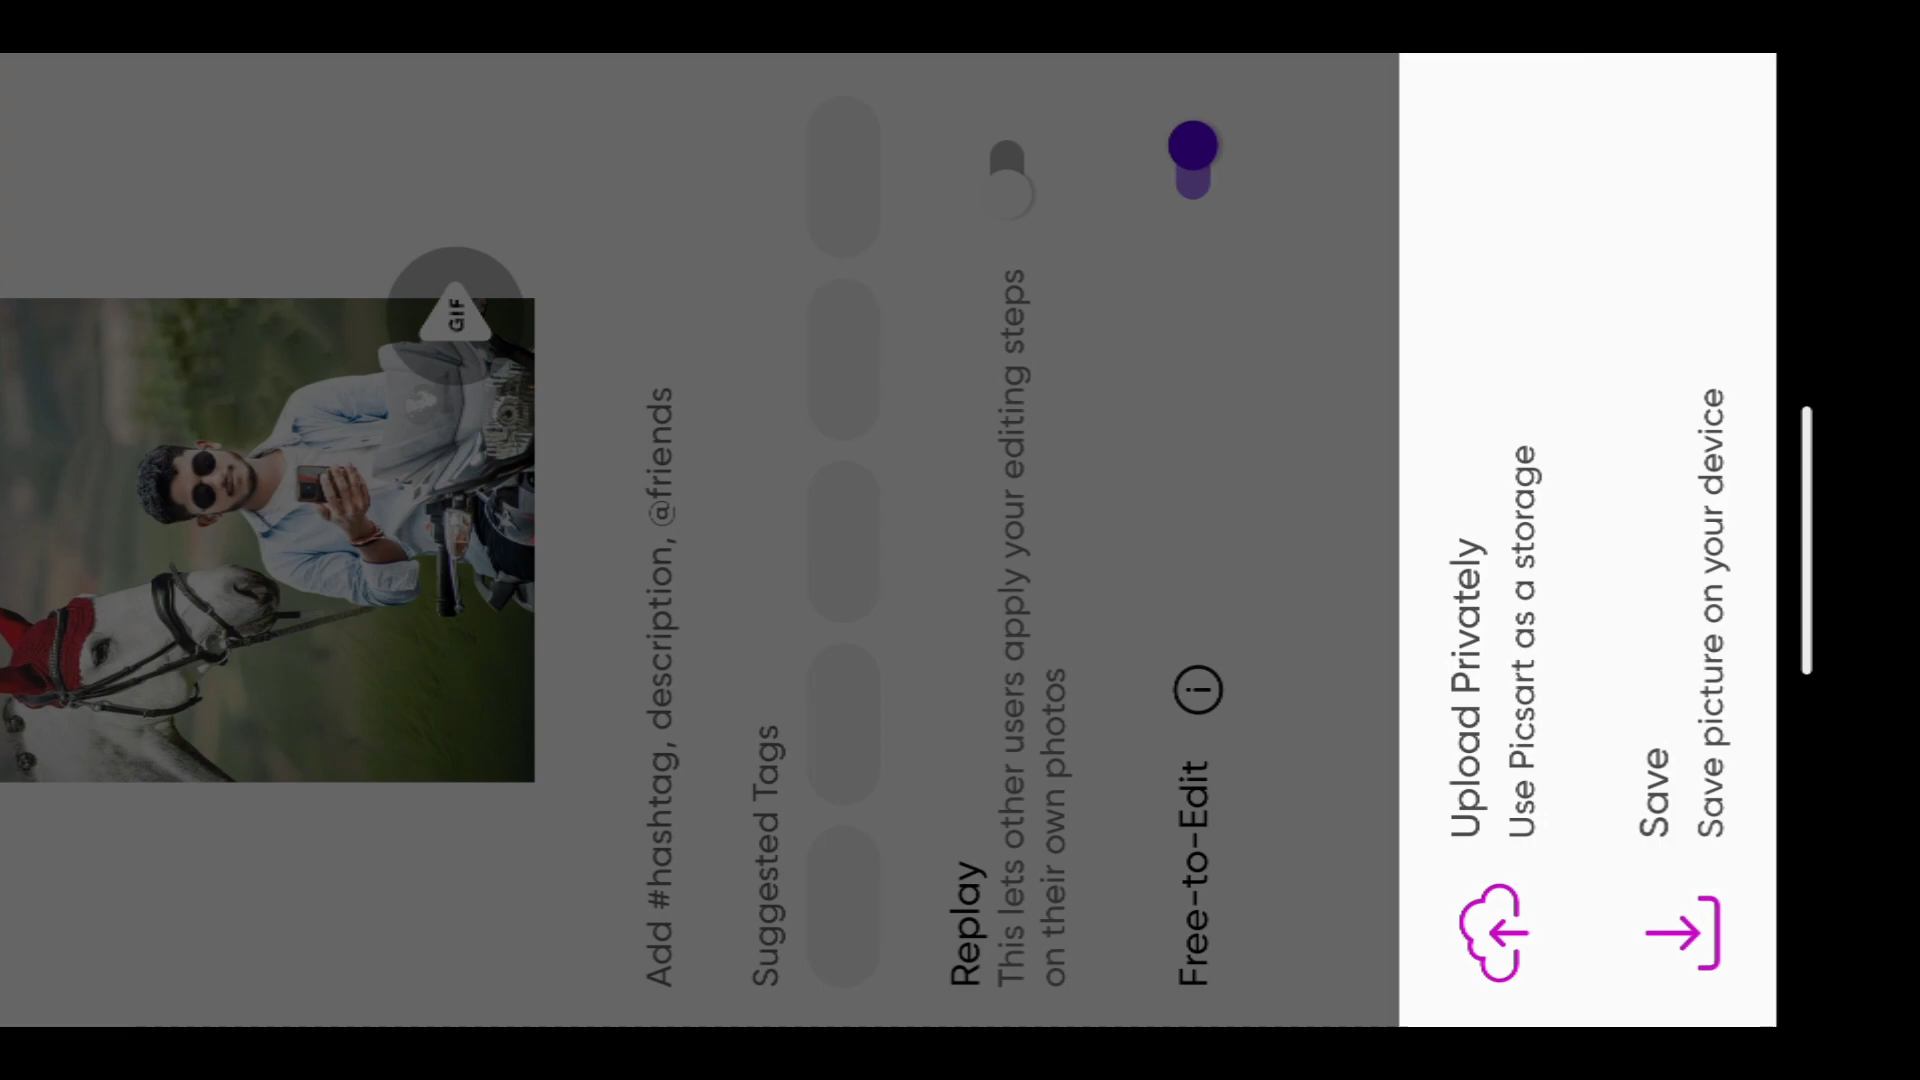 GIF
Add #hashtag, description, @friends
Suggested Tags
Replay
This lets other users apply your editing steps
on their own photos
Free-to-Edit
Upload Privately
Use Picsart as a storage
Save
Save picture on your device